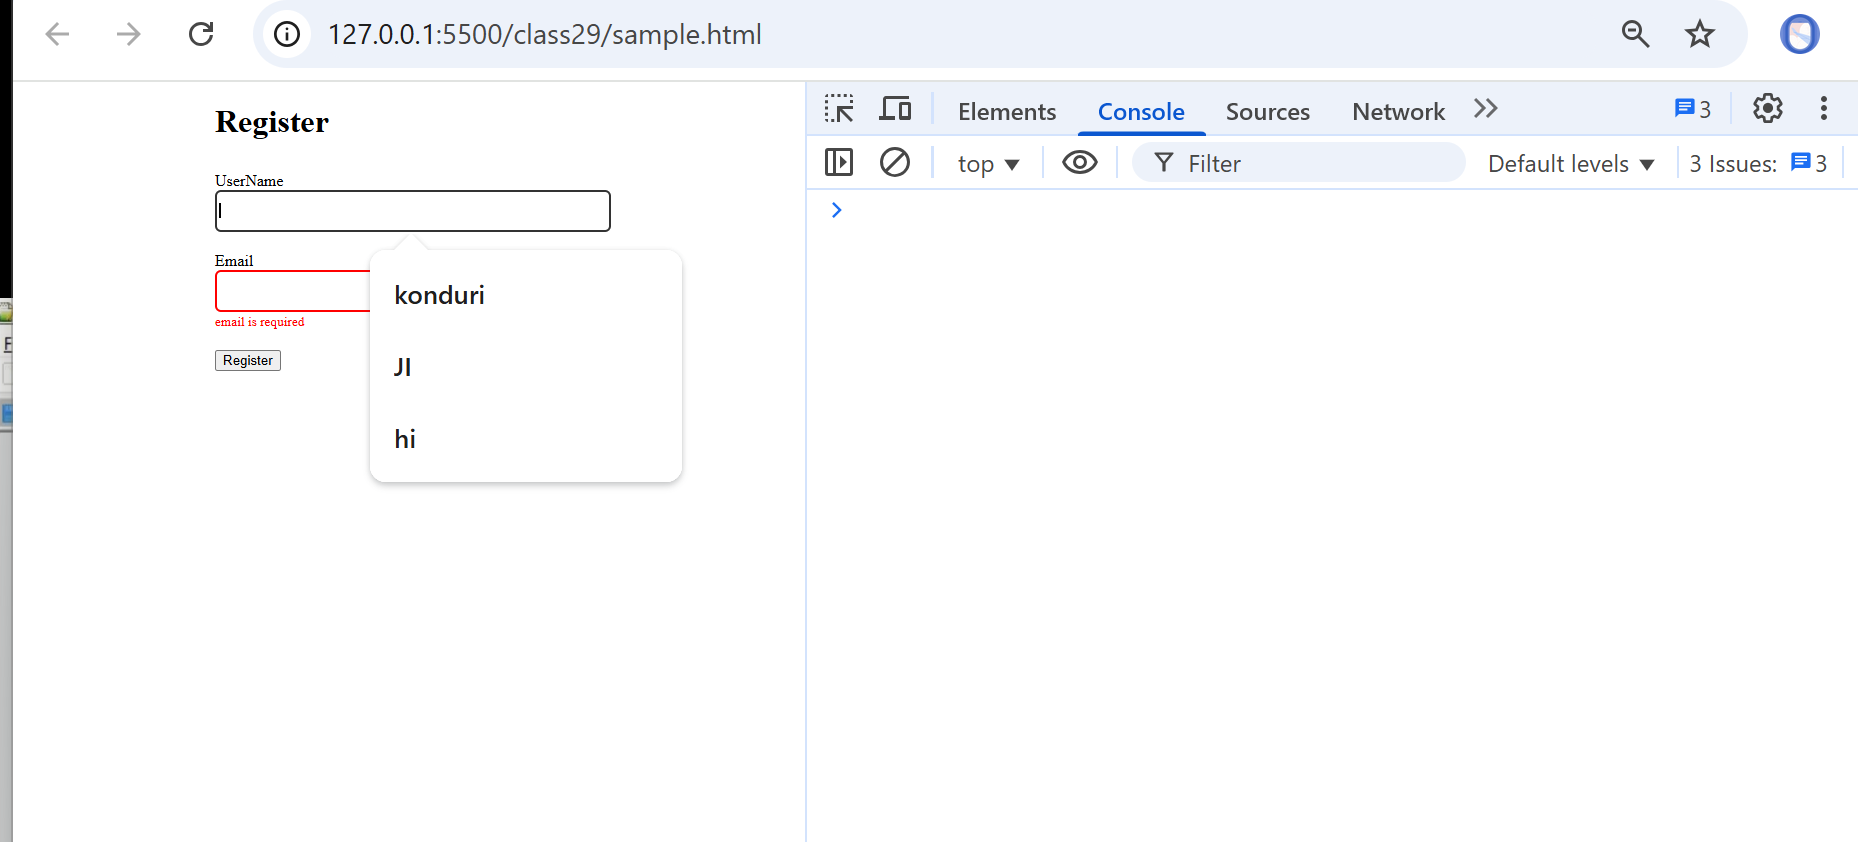 127.0.0.1:5500/class29/sample.html
Register
UserName
Email
email is required
Register
konduri
JI
hi
Elements Console Sources Network 3
top Filter Default levels 3 Issues: 3
F